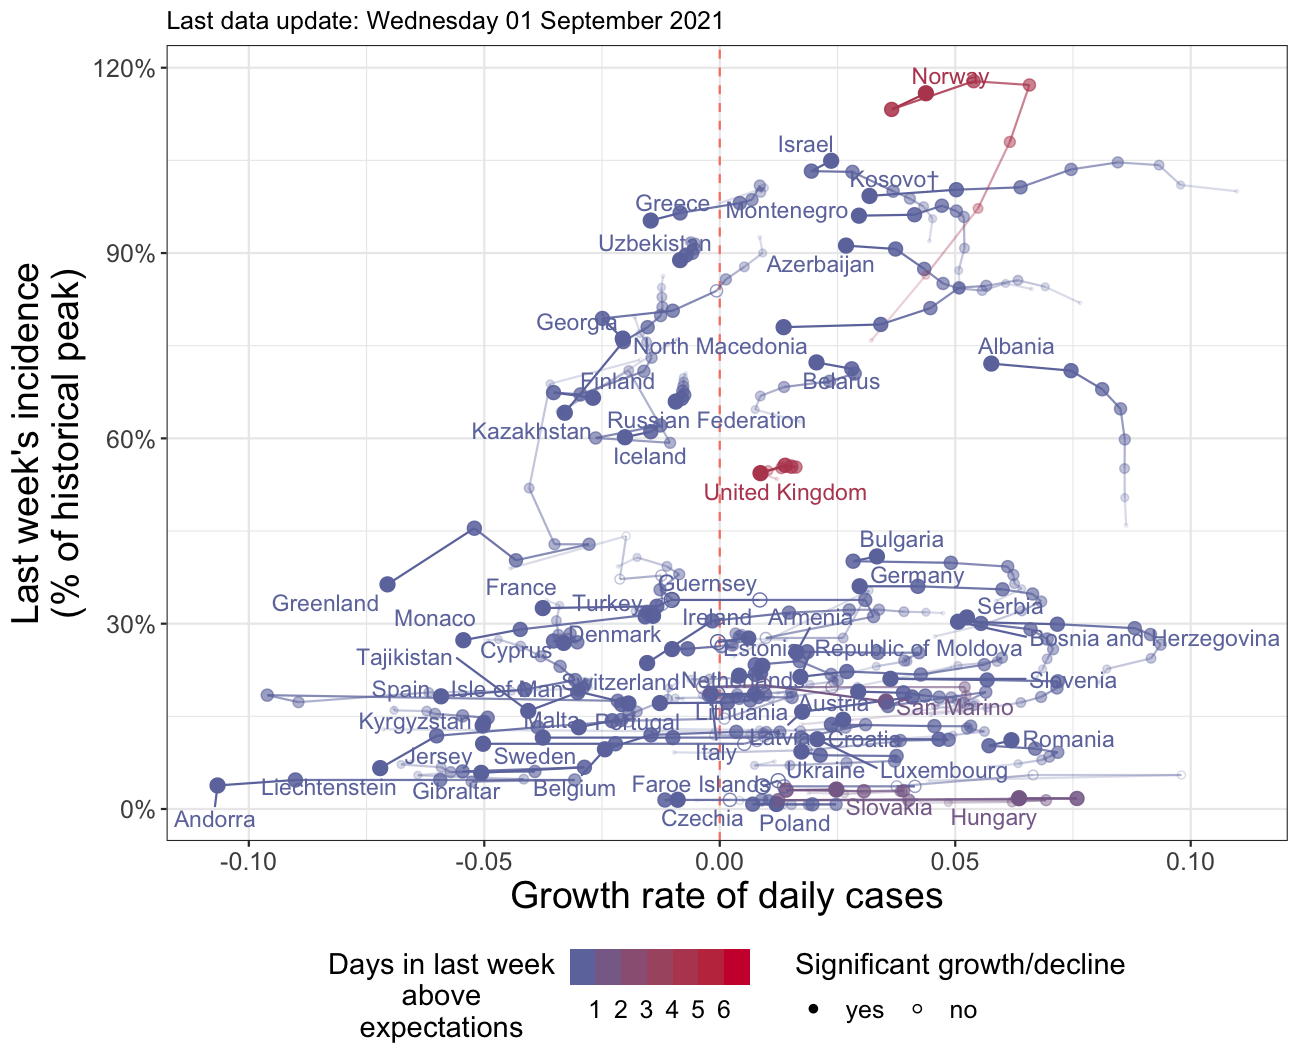 Last data update: Wednesday 01 September 2021
Last week's incidence
(% of historical peak)
120%
90%
60%
30%
0%
Norway
Israel
Kosovo†
Greece
Montenegro
Uzbekistan
Azerbaijan
Georgia
North Macedonia
Albania
Finland
Belarus
Russian Federation
Kazakhstan
Iceland
United Kingdom
Bulgaria
Germany
Guernsey
France
Greenland
Turkey
Serbia
Monaco
Ireland
Armenia
Denmark
Bosnia and Herzegovina
Cyprus
Estonia
Republic of Moldova
Tajikistan
Switzerland
Netherlands
Slovenia
Spain
Isle of Man
Austria
San Marino
Lithuania
Kyrgyzstan
Malta
Portugal
Latvia
Croatia
Romania
Italy
Jersey
Sweden
Ukraine
Luxembourg
Liechtenstein
Gibraltar
Belgium
Faroe Islands
Slovakia
Andorra
Czechia
Poland
Hungary
-0.10
-0.05
0.00
0.05
0.10
Growth rate of daily cases
Days in last week
above
expectations
1 2 3 4 5 6
Significant growth/decline
yes
no